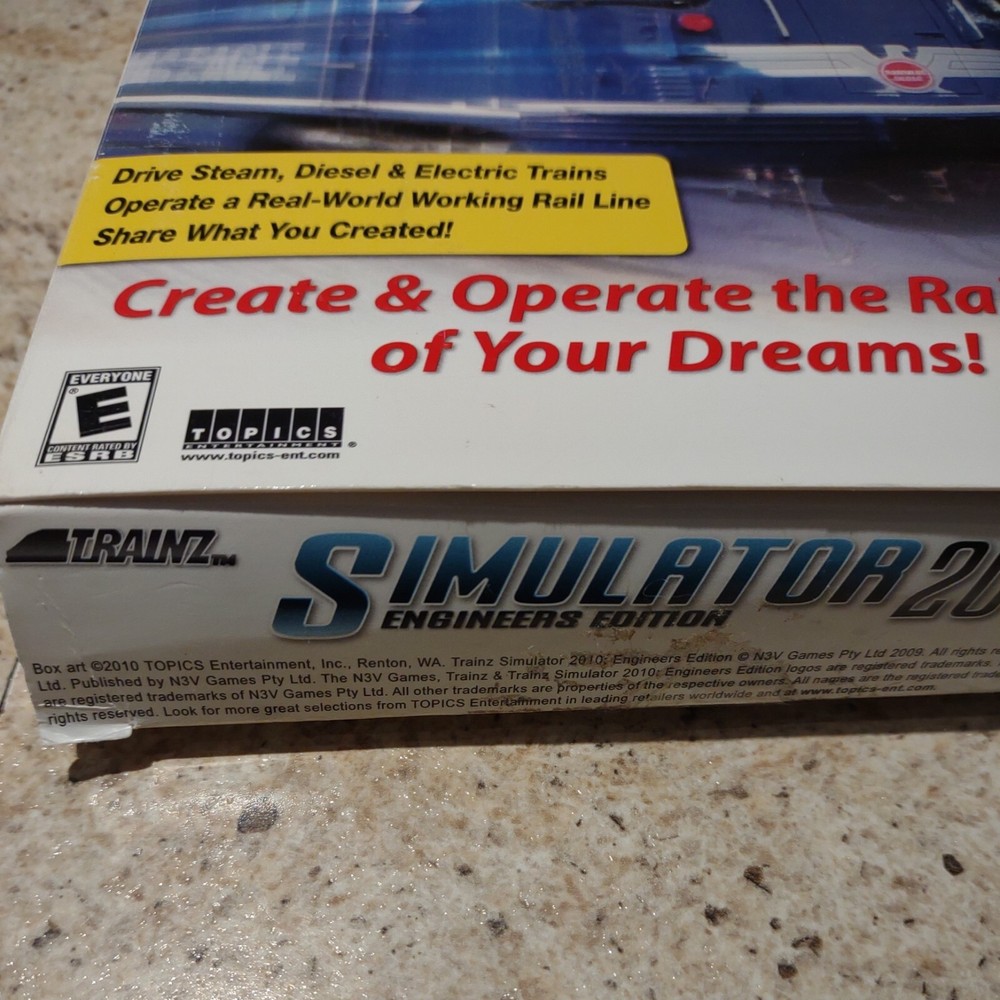 Drive Steam, Diesel & Electric Trains
Operate a Real-World Working Rail Line
Share What You Created!
Create & Operate the Ra
of Your Dreams!
EVERYONE
E
CONTENT RATED BY
ESRB
TOPICS
ENTERTAINMENT®
www.topics-ent.com
TRAINZ™
SIMULATOR 20
ENGINEERS EDITION
Box art ©2010 TOPICS Entertainment, Inc., Renton, WA. Trainz Simulator 2010: Engineers Edition © N3V Games Pty Ltd 2009. All rights re
Ltd. Published by N3V Games Pty Ltd. The N3V Games, Trainz & Trainz Simulator 2010: Engineers Edition logos are registered trademarks.
are registered trademarks of N3V Games Pty Ltd. All other trademarks are properties of the respective owners. All names are the registered trad
rights reserved. Look for more great selections from TOPICS Entertainment in leading retailers worldwide and at www.topics-ent.com.